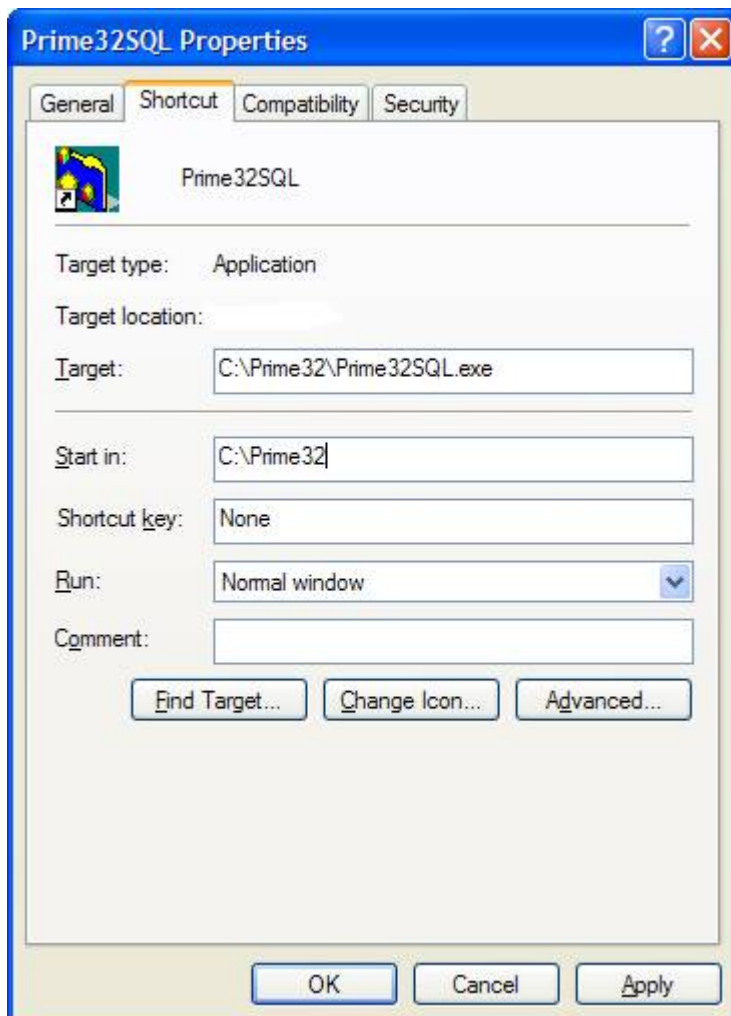 Prime32SQL Properties
General Shortcut Compatibility Security
Prime32SQL
Target type: Application
Target location:
Target: C:\Prime32\Prime32SQL.exe
Start in: C:\Prime32
Shortcut key: None
Run: Normal window
Comment:
Find Target... Change Icon... Advanced...
OK Cancel Apply